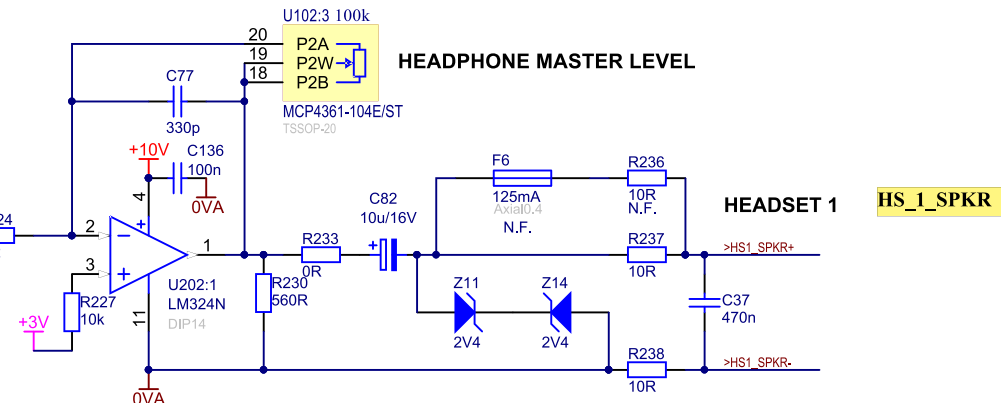 U102:3 100k
20 P2A
19 P2W
18 P2B
HEADPHONE MASTER LEVEL
MCP4361-104E/ST
TSSOP-20
C77
330p
+10V
C136
100n
0VA
4
F6
125mA
Axial0.4
N.F.
R236
10R
N.F.
C82
10u/16V
HEADSET 1
HS_1_SPKR
24
2
3
1
U202:1
LM324N
DIP14
11
R227
10k
+3V
0VA
R233
0R
R230
560R
R237
10R
>HS1_SPKR+
Z11
2V4
Z14
2V4
C37
470n
R238
10R
>HS1_SPKR-